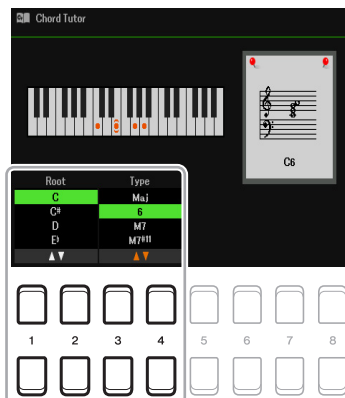 Chord Tutor
C6
Root Type
C Maj
C# 6
D M7
E♭ M7#11
1 2 3 4 5 6 7 8